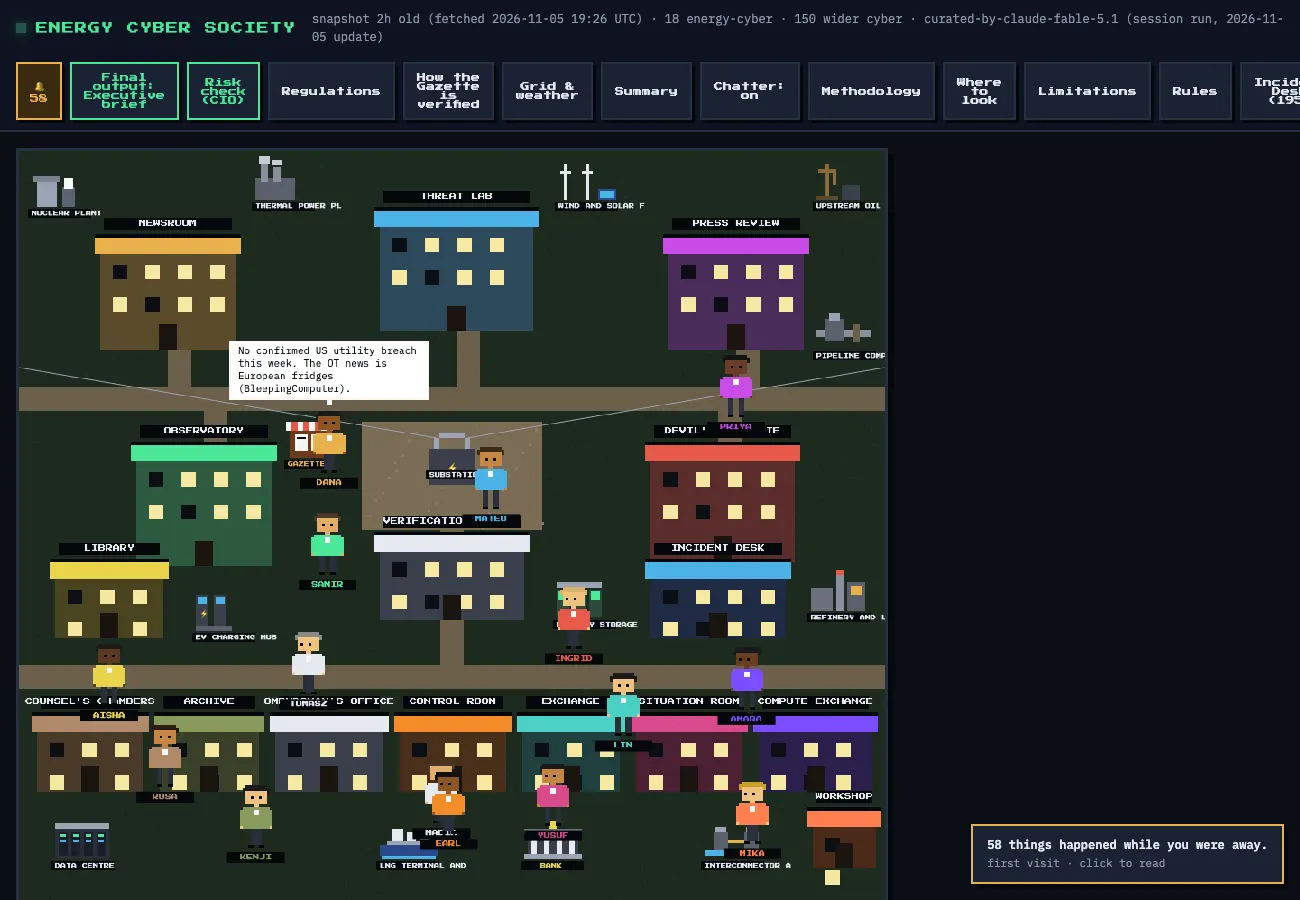 ENERGY CYBER SOCIETY
snapshot 2h old (fetched 2026-11-05 19:26 UTC) · 18 energy-cyber · 150 wider cyber · curated-by-claude-fable-5.1 (session run, 2026-11-
05 update)
58
Final
output:
Executive
brief
Risk
check
(CIO)
Regulations
How the
Gazette
is
verified
Grid &
weather
Summary
Chatter:
on
Methodology
Where
to
look
Limitations
Rules
NUCLEAR PLANT
THERMAL POWER PL
WIND AND SOLAR F
UPSTREAM OIL
NEWSROOM
THREAT LAB
PRESS REVIEW
PIPELINE COMP
No confirmed US utility breach
this week. The OT news is
European fridges
(BleepingComputer).
PRIYA
OBSERVATORY
GAZETTE
DANA
SUBSTATIO
MATEO
VERIFICATIO
SAMIR
LIBRARY
INCIDENT DESK
EV CHARGING HUB
Y STORAGE
REFINERY AND L
INGRID
COUNSEL'S
ARCHIVE
TOMASZ
'S OFFICE
CONTROL ROOM
EXCHANGE
SITUATION ROOM
COMPUTE EXCHANGE
AISHA
AMARA
LIN
ROSA
WORKSHOP
KENJI
EARL
YUSUF
MIKA
DATA CENTRE
LNG TERMINAL AND
BANK
INTERCONNECTOR A
58 things happened while you were away.
first visit · click to read